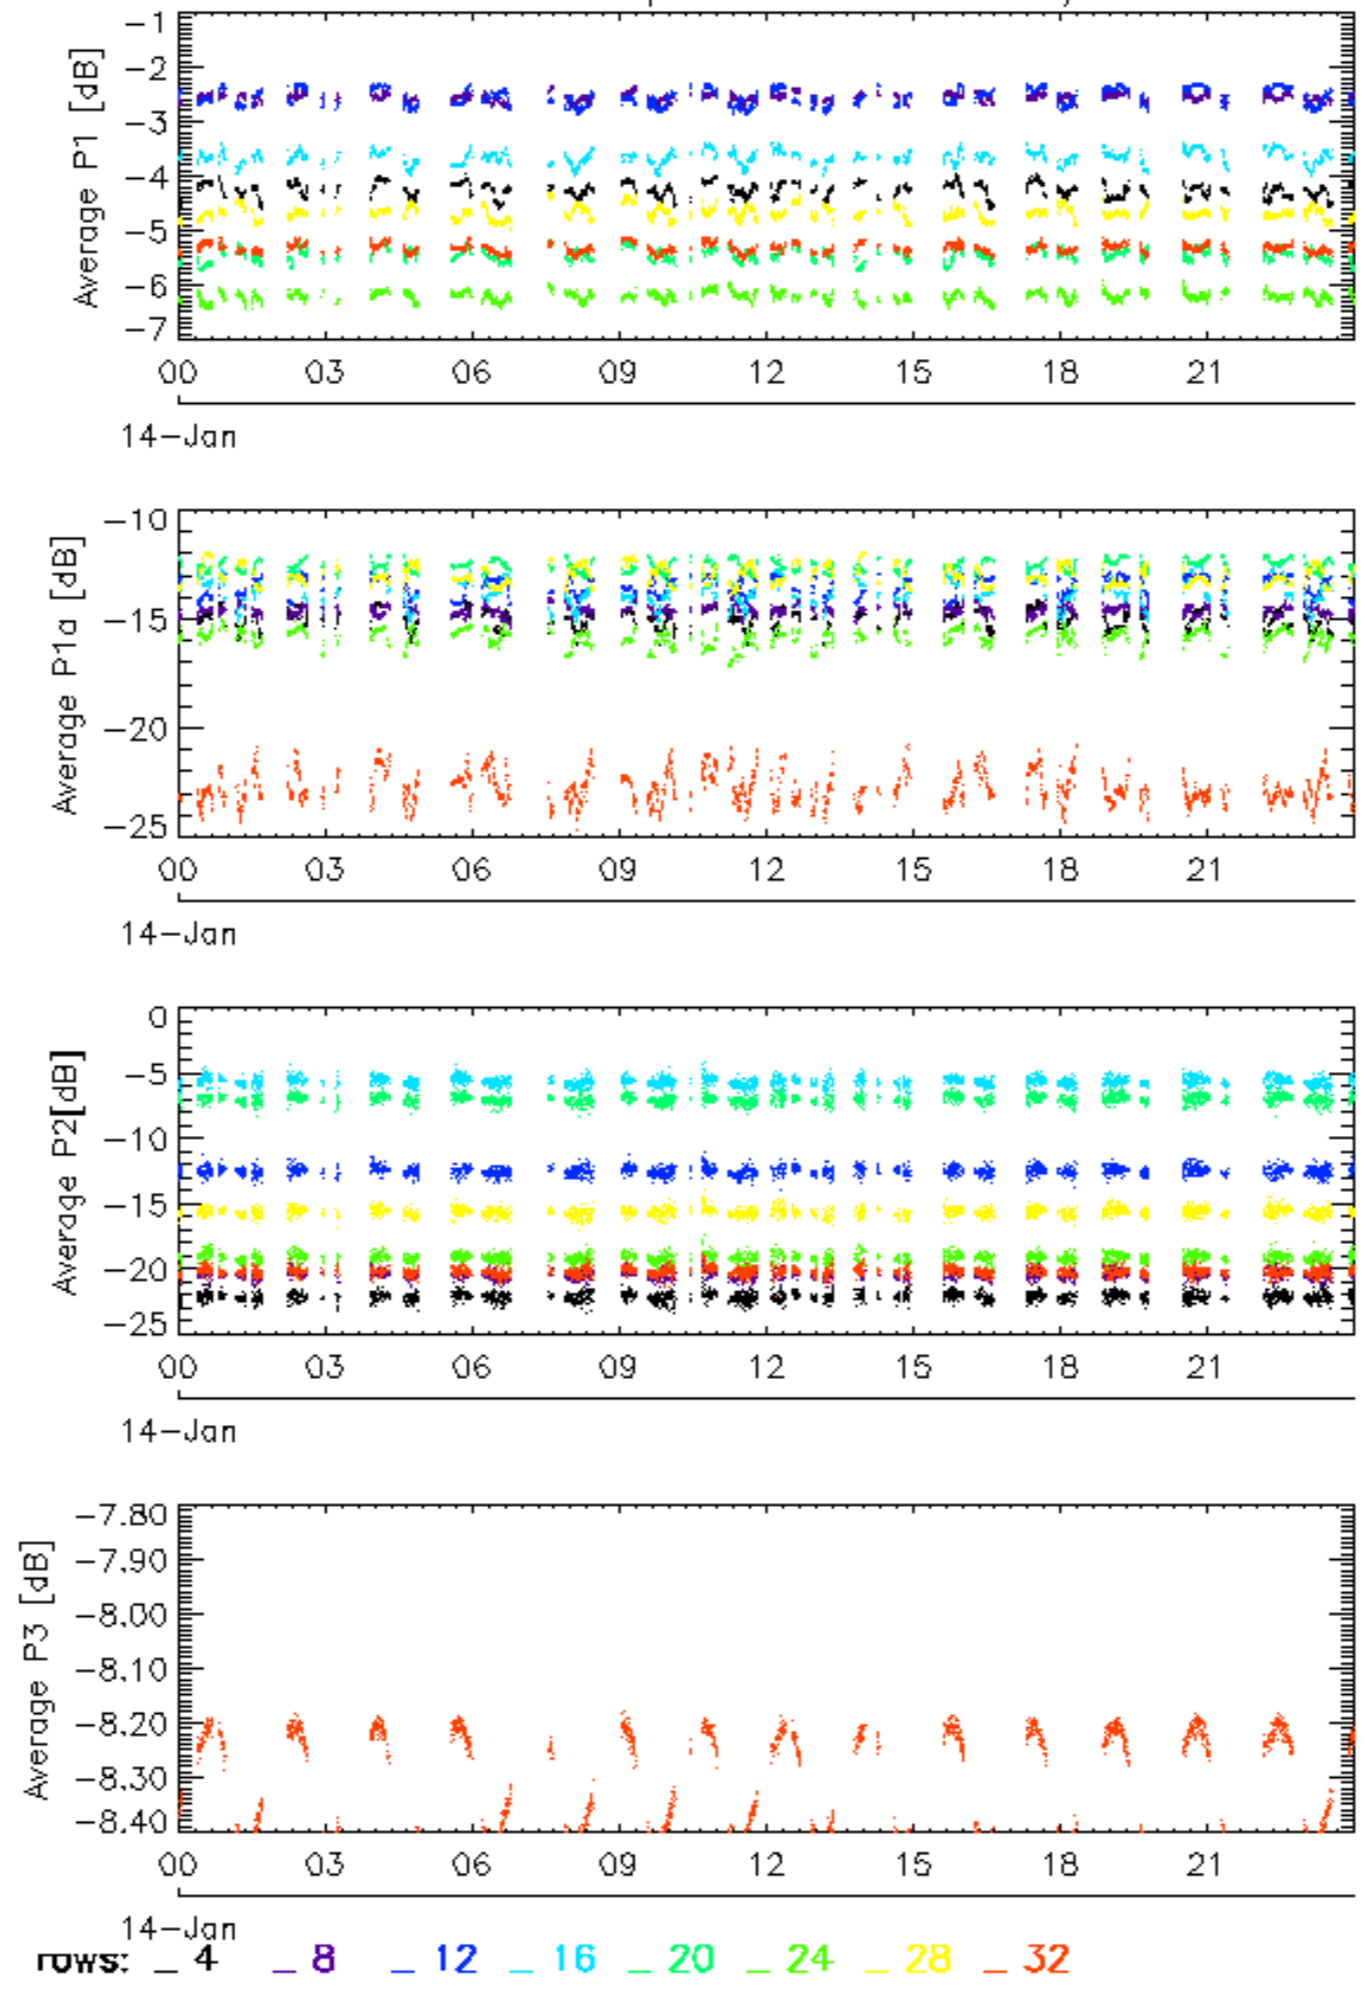 Average P1 [dB]
-1
-2
-3
-4
-5
-6
-7
00 03 06 09 12 15 18 21
14-Jan
Average P1a [dB]
-10
-15
-20
-25
00 03 06 09 12 15 18 21
14-Jan
Average P2[dB]
0
-5
-10
-15
-20
-25
00 03 06 09 12 15 18 21
14-Jan
Average P3 [dB]
-7.80
-7.90
-8.00
-8.10
-8.20
-8.30
-8.40
00 03 06 09 12 15 18 21
14-Jan
rows: _ 4 _ 8 _ 12 _ 16 _ 20 _ 24 _ 28 _ 32